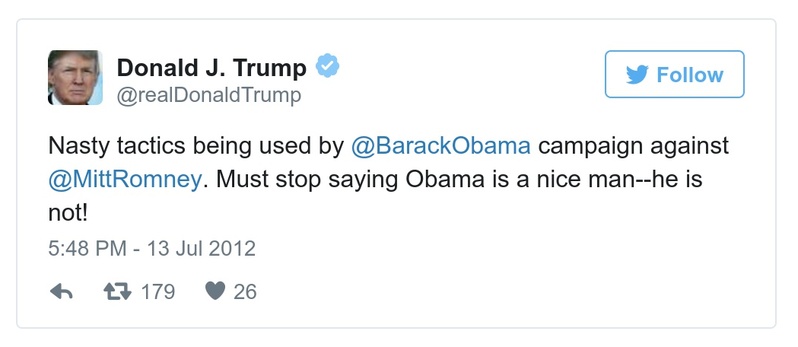 Donald J. Trump
Follow
@realDonaldTrump
Nasty tactics being used by @BarackObama campaign against
@MittRomney. Must stop saying Obama is a nice man--he is
not!
5:48 PM - 13 Jul 2012
179 26